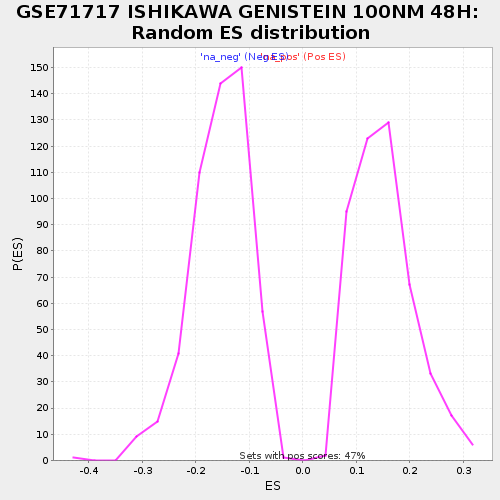 GSE71717 ISHIKAWA GENISTEIN 100NM 48H:
Random ES distribution
'na_neg' (Neg ES)
'na_pos' (Pos ES)
150
140
130
120
110
100
90
80
70
60
50
40
30
20
10
0
P(ES)
Sets with pos scores: 47%
-0.4 -0.3 -0.2 -0.1 0.0 0.1 0.2 0.3
ES